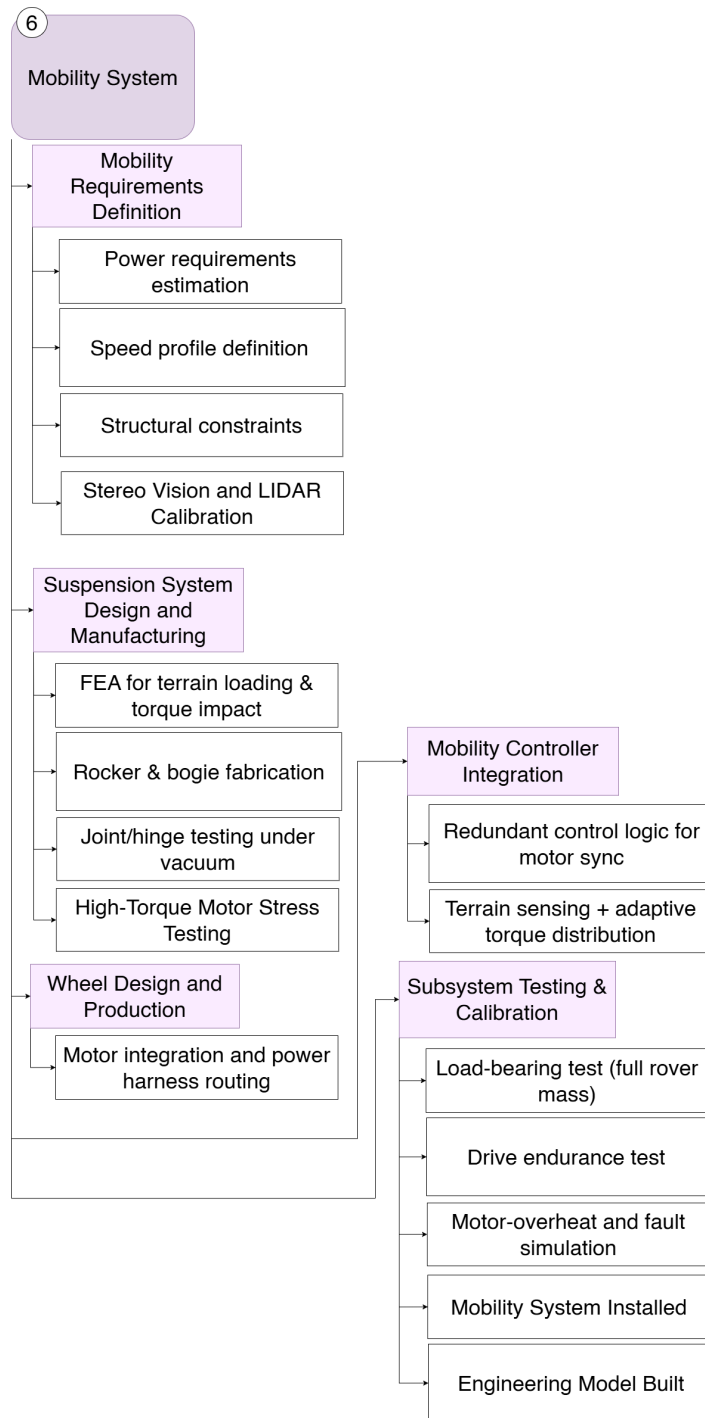 6
Mobility System
Mobility
Requirements
Definition
Power requirements
estimation
Speed profile definition
Structural constraints
Stereo Vision and LIDAR
Calibration
Suspension System
Design and
Manufacturing
FEA for terrain loading &
torque impact
Rocker & bogie fabrication
Joint/hinge testing under
vacuum
High-Torque Motor Stress
Testing
Wheel Design and
Production
Motor integration and power
harness routing
Mobility Controller
Integration
Redundant control logic for
motor sync
Terrain sensing + adaptive
torque distribution
Subsystem Testing &
Calibration
Load-bearing test (full rover
mass)
Drive endurance test
Motor-overheat and fault
simulation
Mobility System Installed
Engineering Model Built